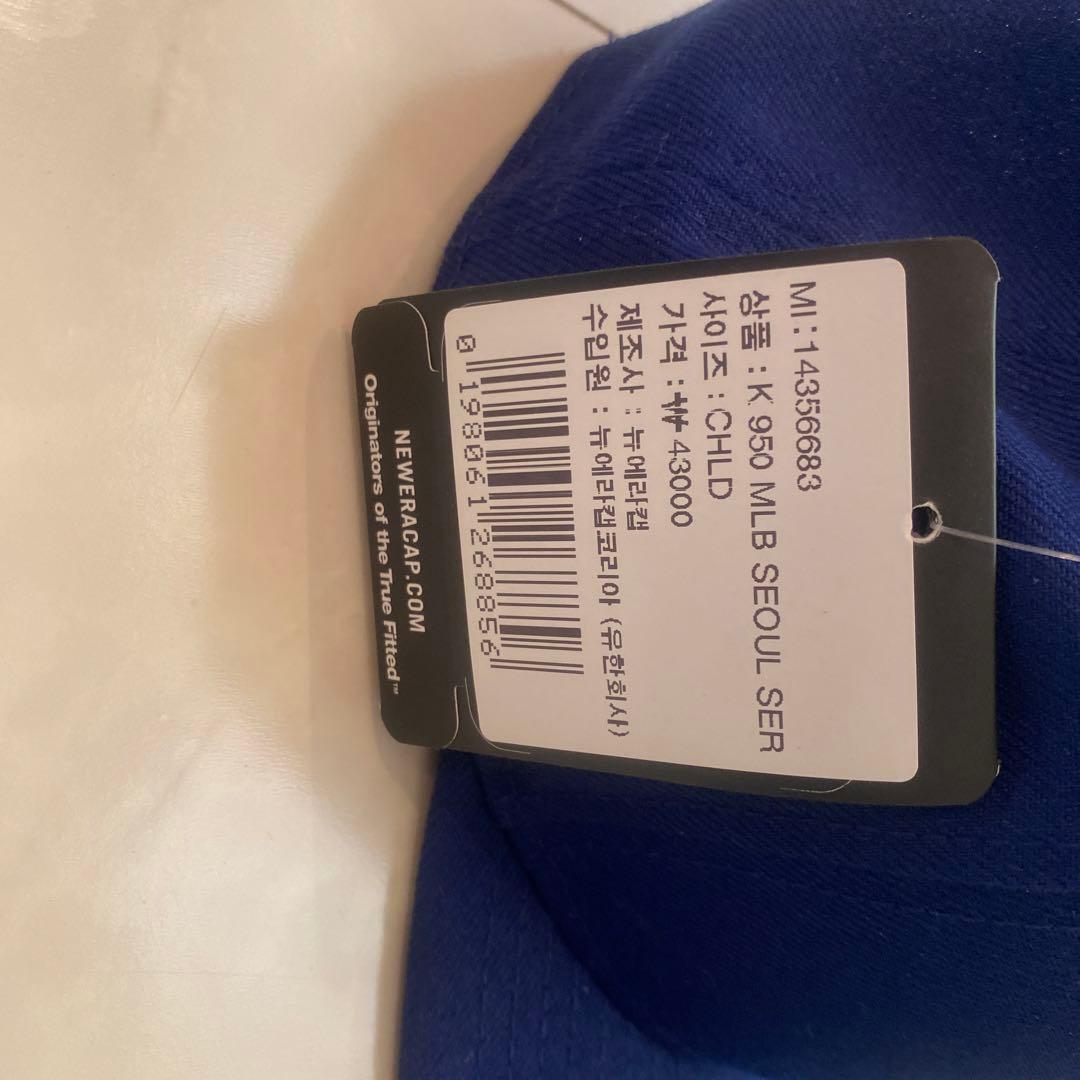 MI:14356683
상품 : K 950 MLB SEOUL SER
사이즈 : CHLD
가격 : ₩ 43000
제조사 : 뉴에라캡
수입원 : 뉴에라캡코리아 (유한회사)
0 198061 268856
NEWERACAP.COM
Originators of the True Fitted™